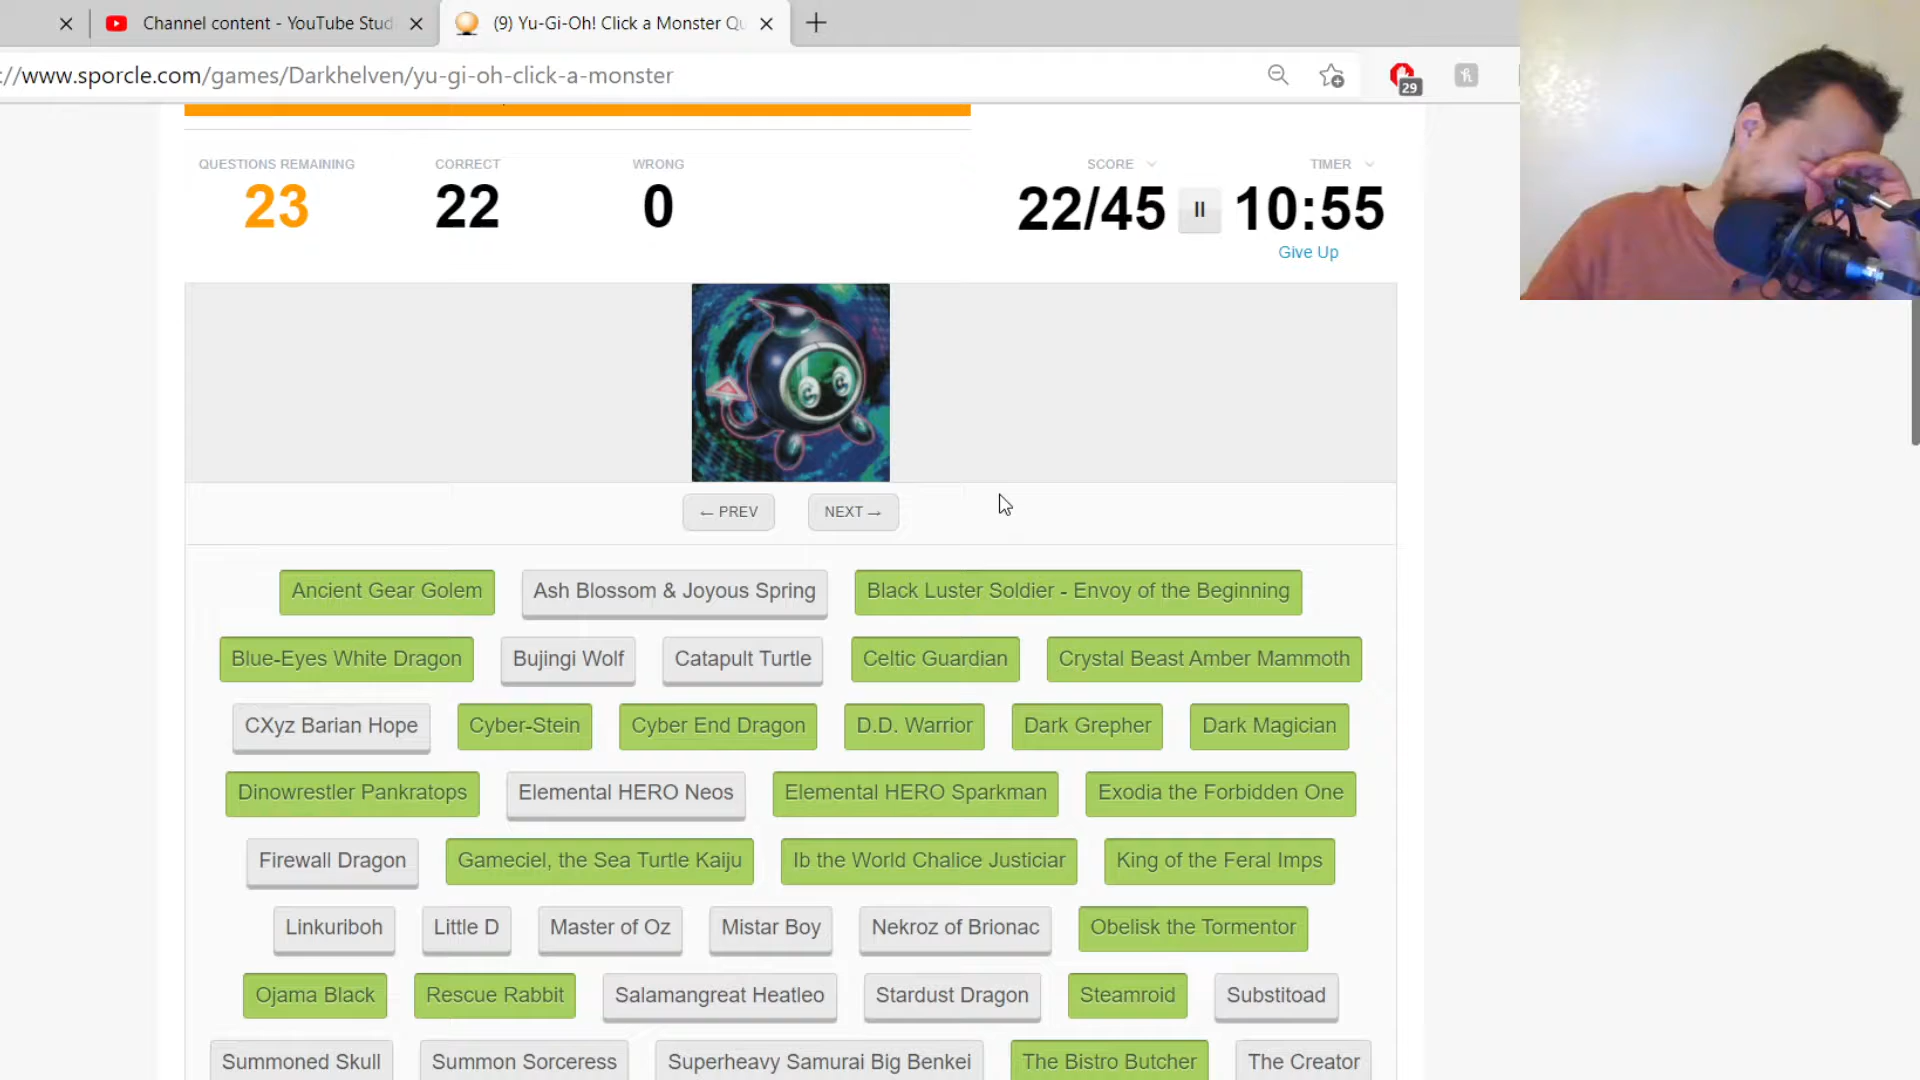 Channel content - YouTube Stud
(9) Yu-Gi-Oh! Click a Monster Qu
://www.sporcle.com/games/Darkhelven/yu-gi-oh-click-a-monster
29
QUESTIONS REMAINING CORRECT WRONG SCORE TIMER
23 22 0 22/45 10:55
Give Up
← PREV NEXT →
Ancient Gear Golem Ash Blossom & Joyous Spring Black Luster Soldier - Envoy of the Beginning
Blue-Eyes White Dragon Bujingi Wolf Catapult Turtle Celtic Guardian Crystal Beast Amber Mammoth
CXyz Barian Hope Cyber-Stein Cyber End Dragon D.D. Warrior Dark Grepher Dark Magician
Dinowrestler Pankratops Elemental HERO Neos Elemental HERO Sparkman Exodia the Forbidden One
Firewall Dragon Gameciel, the Sea Turtle Kaiju Ib the World Chalice Justiciar King of the Feral Imps
Linkuriboh Little D Master of Oz Mistar Boy Nekroz of Brionac Obelisk the Tormentor
Ojama Black Rescue Rabbit Salamangreat Heatleo Stardust Dragon Steamroid Substitoad
Summoned Skull Summon Sorceress Superheavy Samurai Big Benkei The Bistro Butcher The Creator